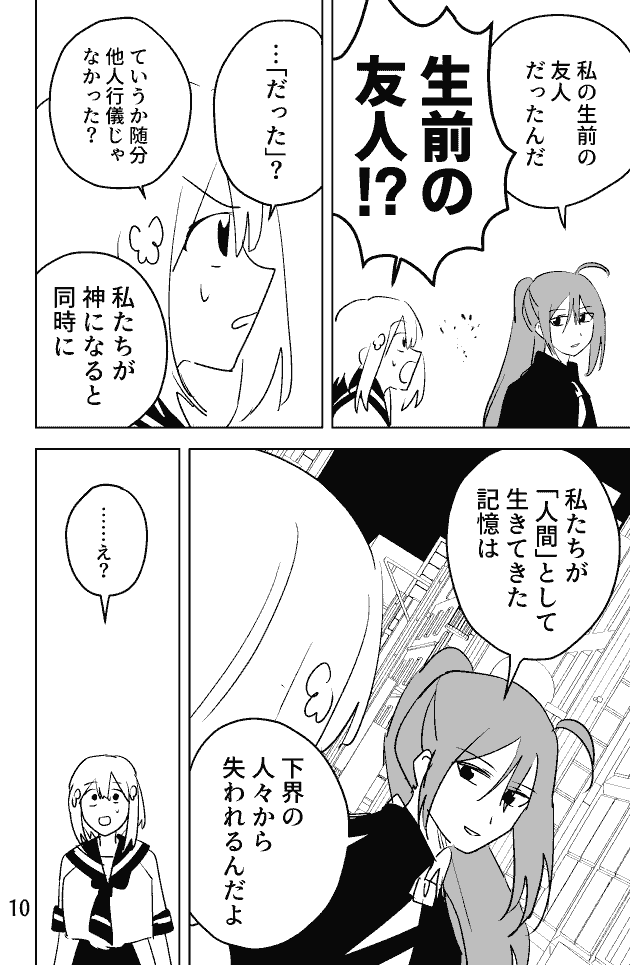 私の生前の
友人
だったんだ
生前の
友人!?
…「だった」?
ていうか随分
他人行儀じゃ
なかった?
私たちが
神になると
同時に
私たちが
「人間」として
生きてきた
記憶は
下界の
人々から
失われるんだよ
……え?
10